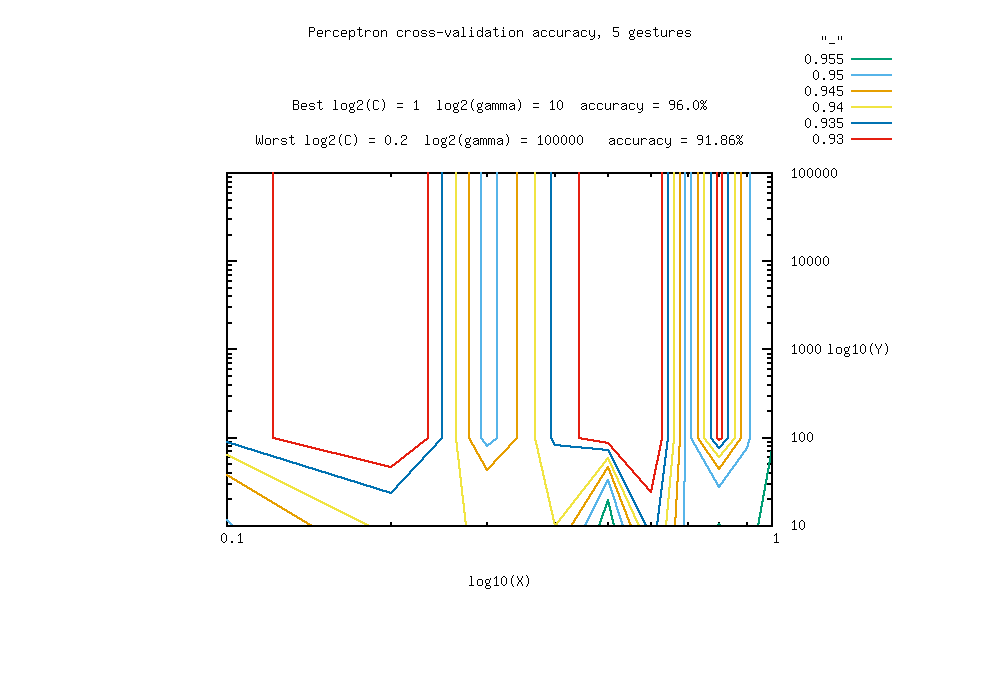 Perceptron cross-validation accuracy, 5 gestures
"_"
0.955
0.95
0.945
0.94
0.935
0.93
Best log2(C) = 1  log2(gamma) = 10  accuracy = 96.0%
Worst log2(C) = 0.2  log2(gamma) = 100000   accuracy = 91.86%
100000
10000
1000 log10(Y)
100
10
0.1 1
log10(X)